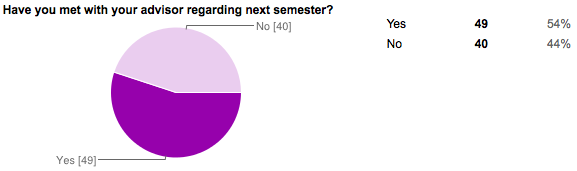 Have you met with your advisor regarding next semester?
No [40]
Yes [49]
Yes 49 54%
No 40 44%